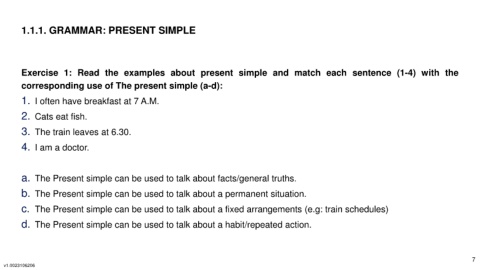 1.1.1. GRAMMAR: PRESENT SIMPLE
Exercise 1: Read the examples about present simple and match each sentence (1-4) with the
corresponding use of The present simple (a-d):
1. I often have breakfast at 7 A.M.
2. Cats eat fish.
3. The train leaves at 6.30.
4. I am a doctor.
a. The Present simple can be used to talk about facts/general truths.
b. The Present simple can be used to talk about a permanent situation.
c. The Present simple can be used to talk about a fixed arrangements (e.g: train schedules)
d. The Present simple can be used to talk about a habit/repeated action.
7